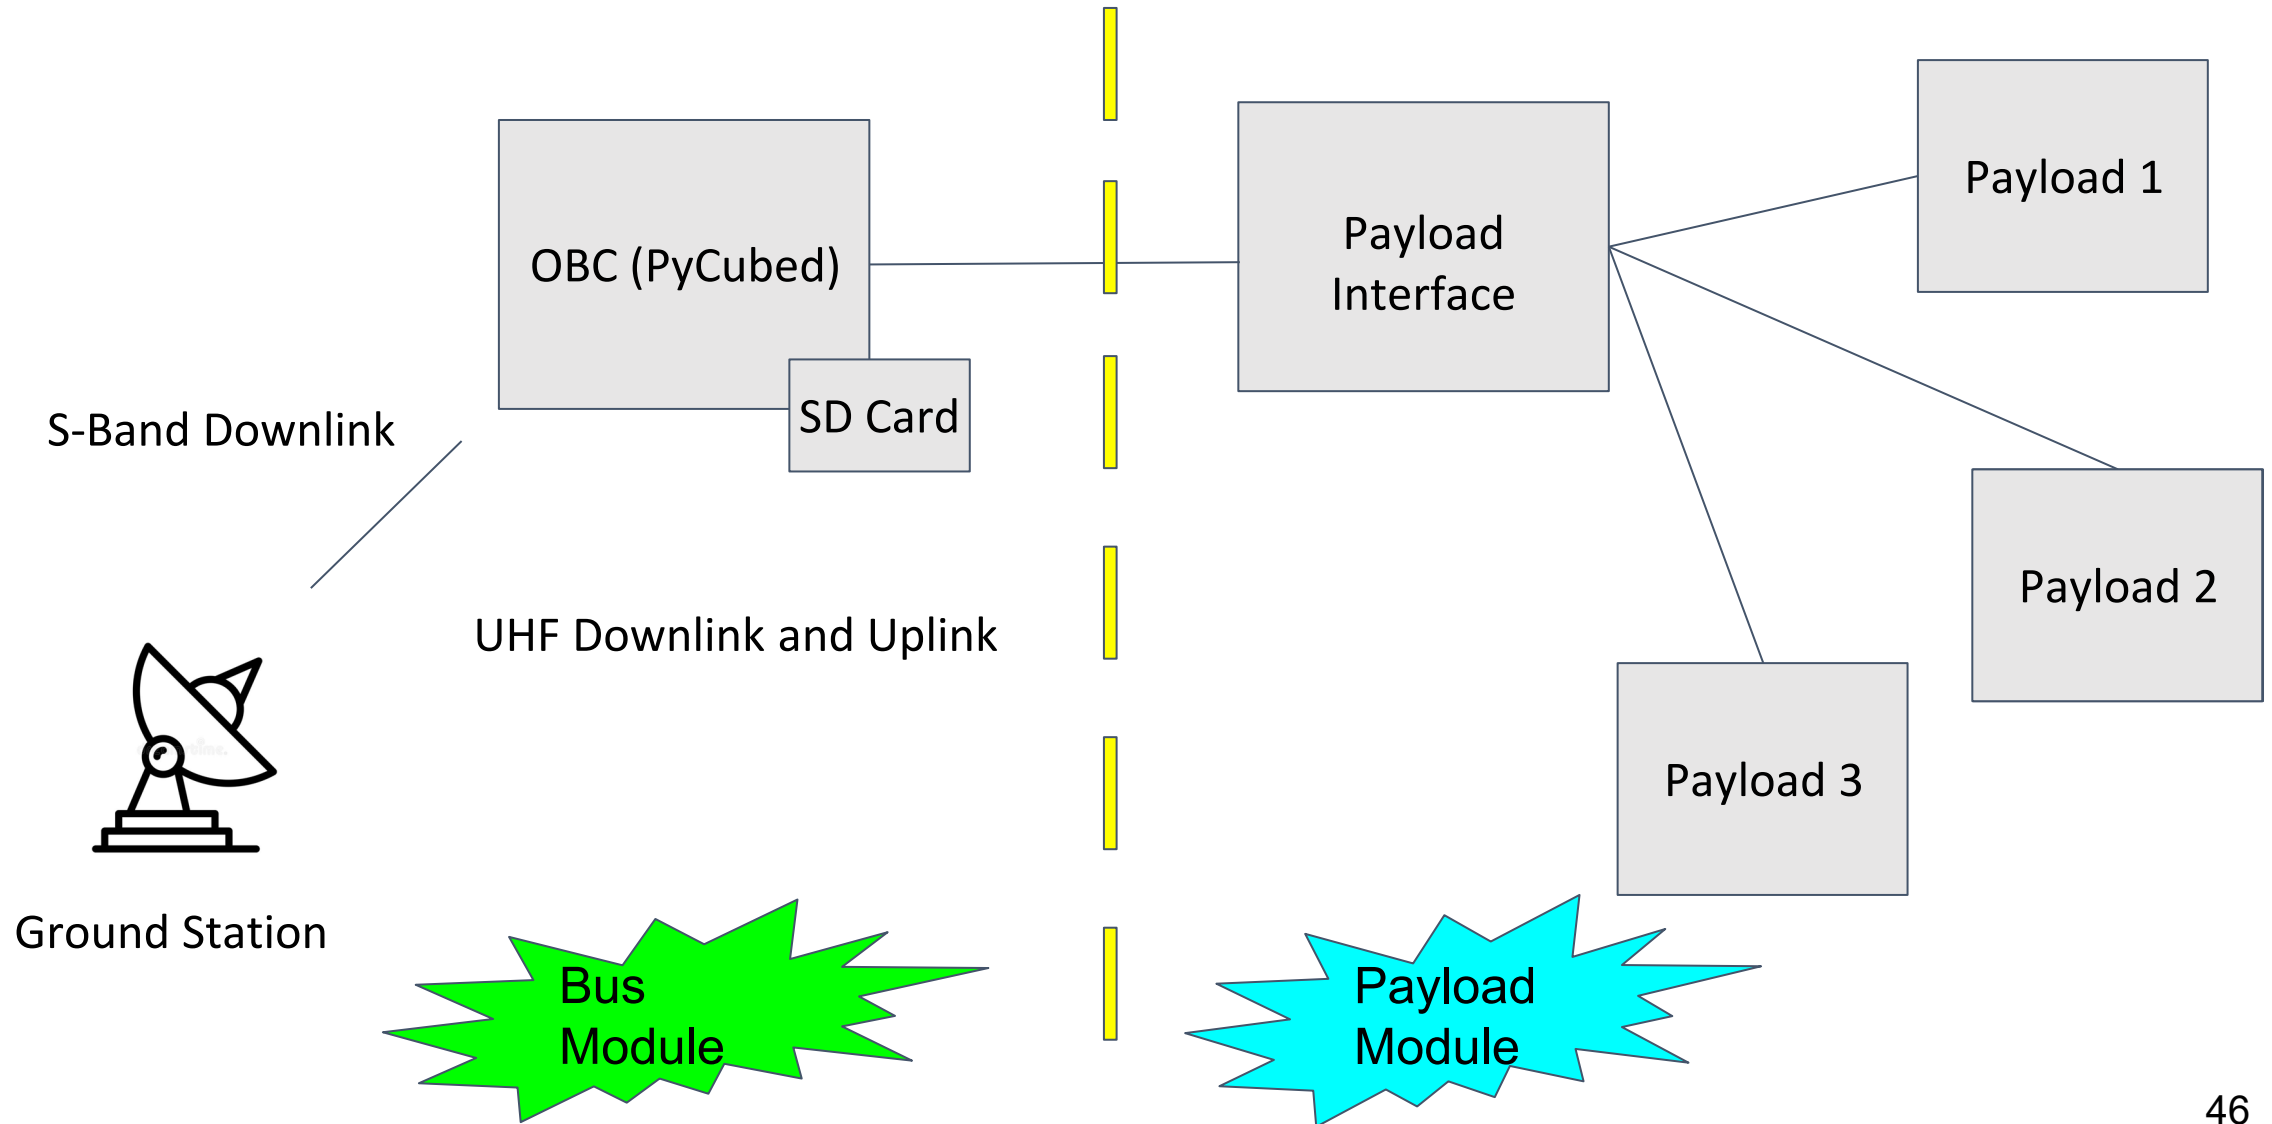 OBC (PyCubed)
SD Card
S-Band Downlink
UHF Downlink and Uplink
Ground Station
Bus
Module
Payload
Interface
Payload 1
Payload 2
Payload 3
Payload
Module
46